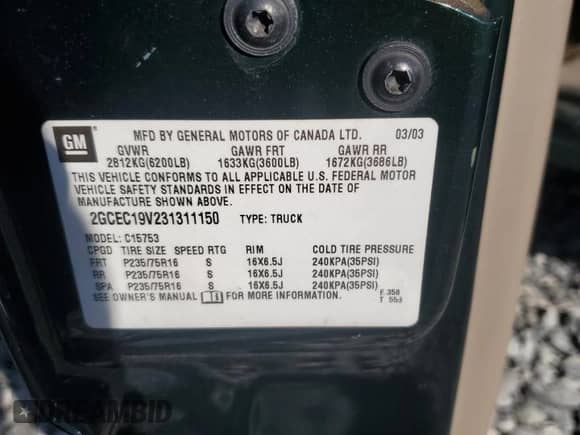 GM
MFD BY GENERAL MOTORS OF CANADA LTD. 03/03
GVWR GAWR FRT GAWR RR
2812KG(6200LB) 1633KG(3600LB) 1672KG(3686LB)
THIS VEHICLE CONFORMS TO ALL APPLICABLE U.S. FEDERAL MOTOR
VEHICLE SAFETY STANDARDS IN EFFECT ON THE DATE OF
MANUFACTURE SHOWN ABOVE.
2GCEC19V231311150 TYPE: TRUCK
MODEL: C15753
CPGD TIRE SIZE SPEED RTG RIM COLD TIRE PRESSURE
FRT P235/75R16 S 16X6.5J 240KPA(35PSI)
RR P235/75R16 S 16X6.5J 240KPA(35PSI)
SPA P235/75R16 S 16X6.5J 240KPA(35PSI)
SEE OWNER'S MANUAL FOR MORE INFORMATION.
F 358
T 553
DREAMBID